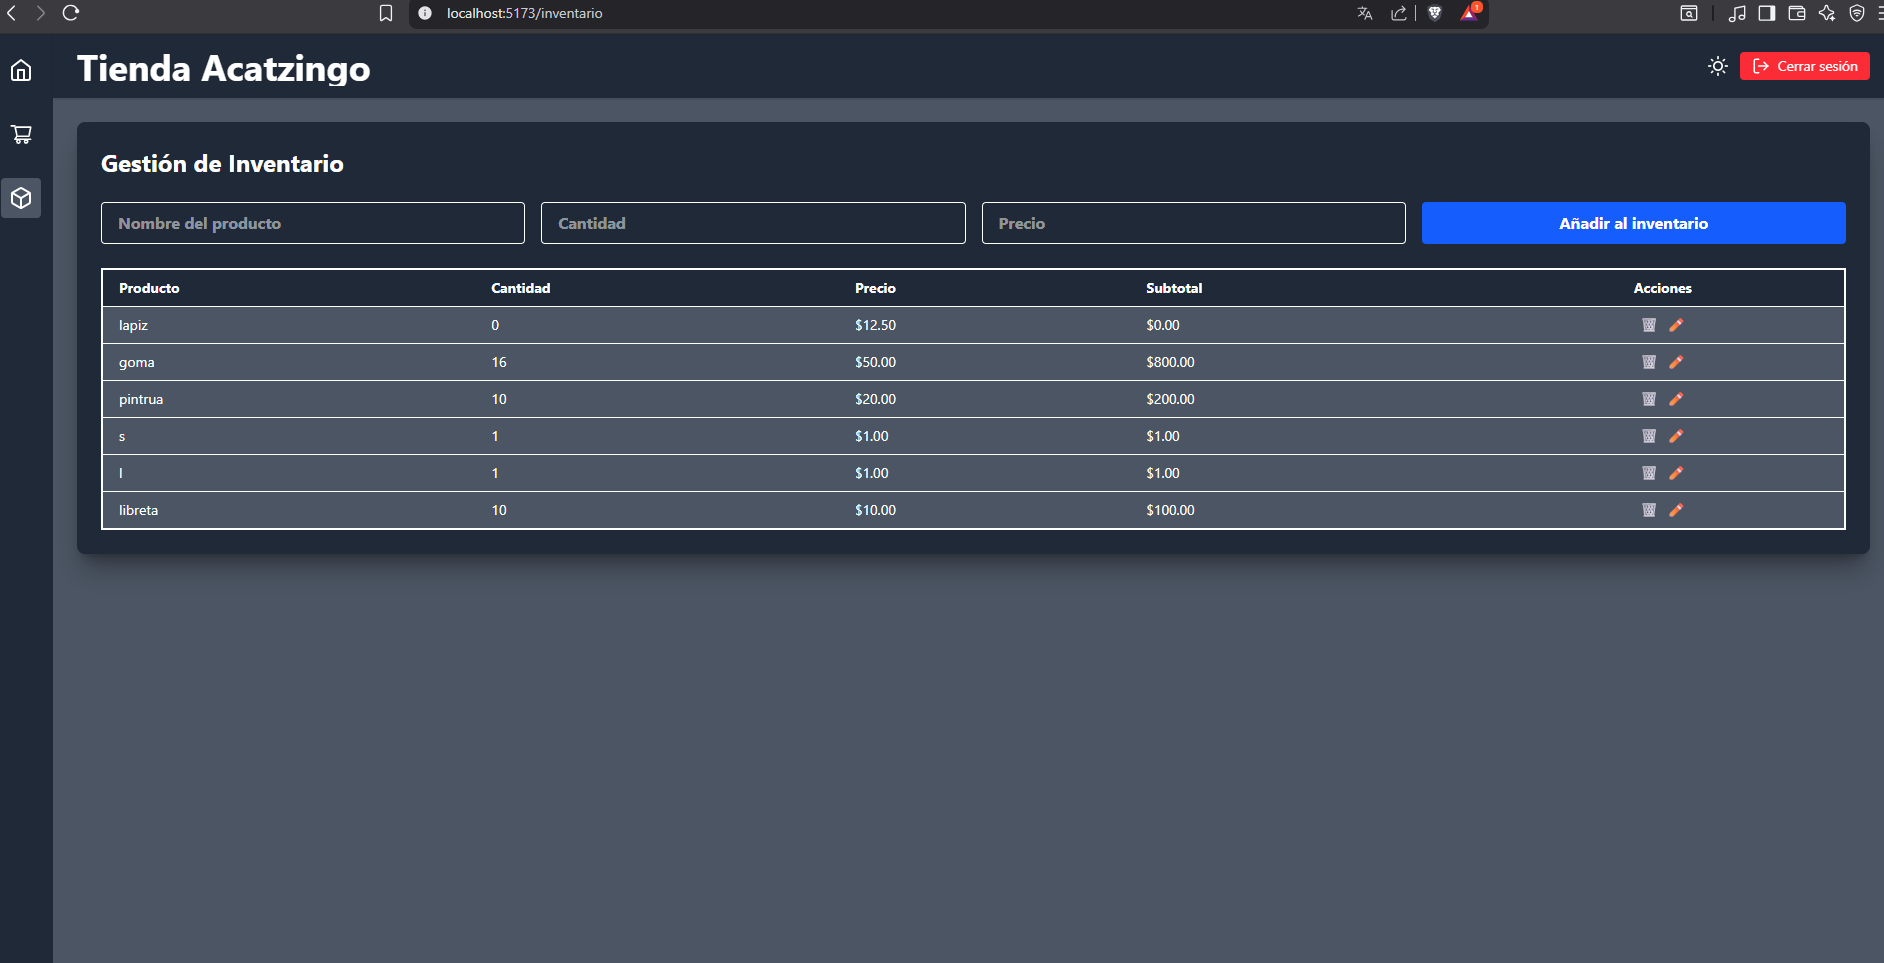 localhost:5173/inventario
1
Tienda Acatzingo
Cerrar sesión
Gestión de Inventario
Nombre del producto Cantidad Precio Añadir al inventario
Producto Cantidad Precio Subtotal Acciones
lapiz 0 $12.50 $0.00
goma 16 $50.00 $800.00
pintrua 10 $20.00 $200.00
s 1 $1.00 $1.00
l 1 $1.00 $1.00
libreta 10 $10.00 $100.00